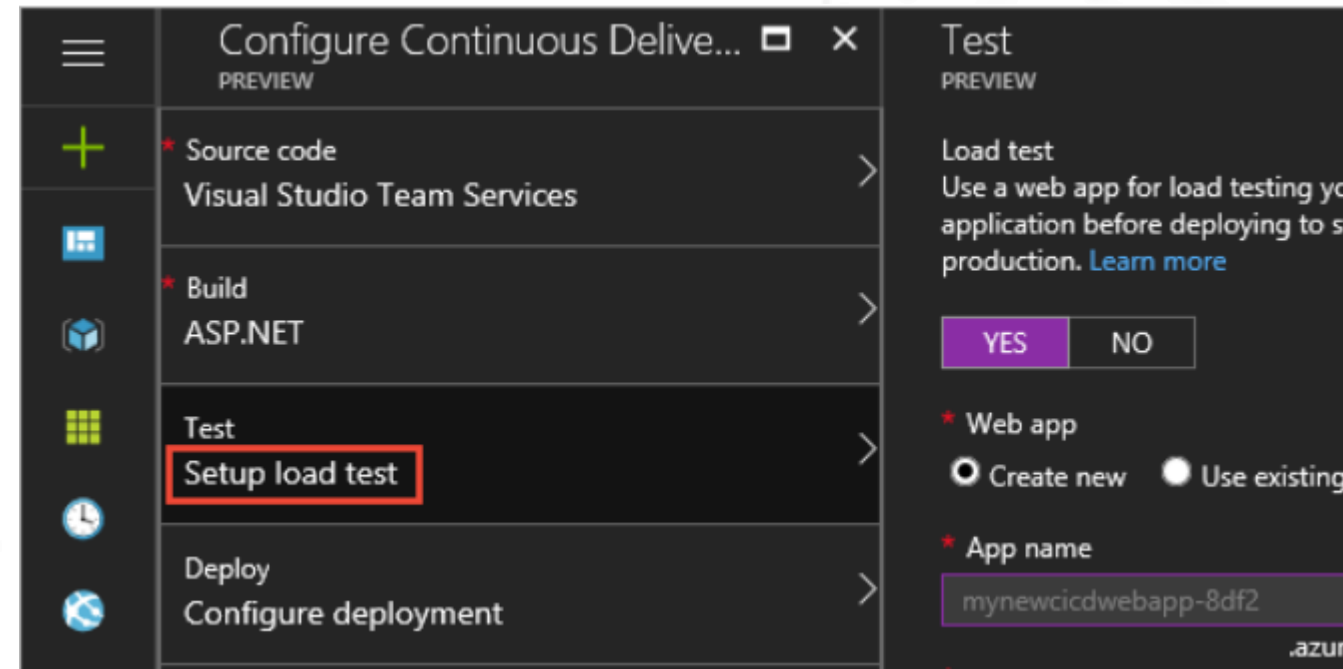 Configure Continuous Delive...
PREVIEW
* Source code
Visual Studio Team Services
* Build
ASP.NET
Test
Setup load test
Deploy
Configure deployment
Test
PREVIEW
Load test
Use a web app for load testing yo
application before deploying to s
production. Learn more
YES NO
* Web app
Create new Use existing
* App name
mynewcicdwebapp-8df2
.azur